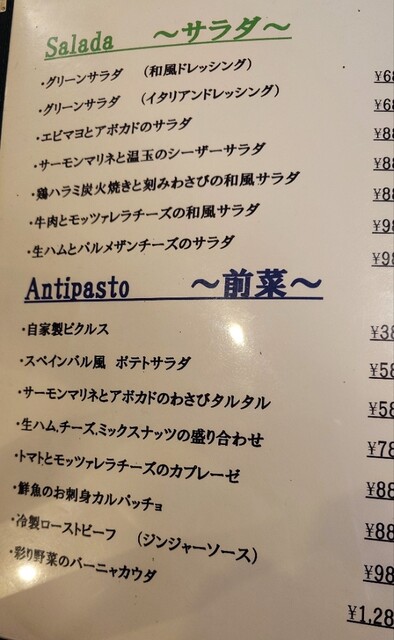 Salada 〜サラダ〜
・グリーンサラダ （和風ドレッシング） ¥68
・グリーンサラダ （イタリアンドレッシング） ¥68
・エビマヨとアボカドのサラダ ¥88
・サーモンマリネと温玉のシーザーサラダ ¥88
・鶏ハラミ炭火焼きと刻みわさびの和風サラダ ¥88
・牛肉とモッツァレラチーズの和風サラダ ¥98
・生ハムとパルメザンチーズのサラダ ¥98
Antipasto 〜前菜〜
・自家製ピクルス ¥38
・スペインバル風 ポテトサラダ ¥58
・サーモンマリネとアボカドのわさびタルタル ¥58
・生ハム,チーズ,ミックスナッツの盛り合わせ ¥78
・トマトとモッツァレラチーズのカプレーゼ ¥88
・鮮魚のお刺身カルパッチョ ¥88
・冷製ローストビーフ （ジンジャーソース） ¥98
・彩り野菜のバーニャカウダ ¥1,28